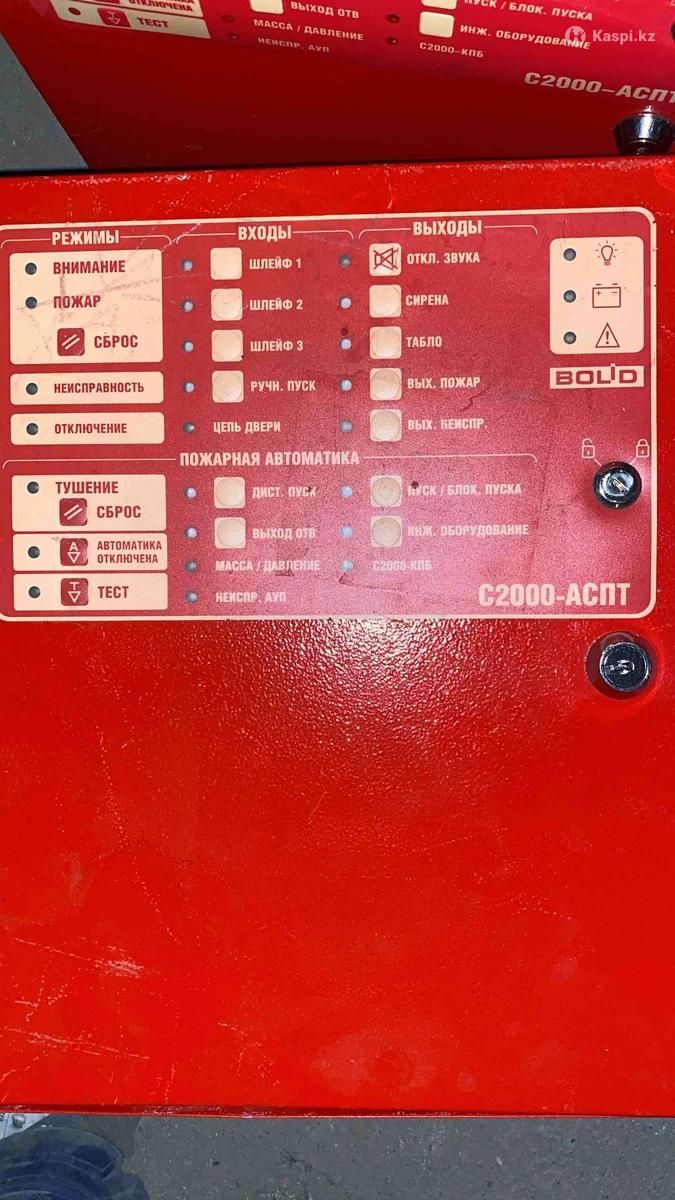 ОТКЛЮЧЕНА
ТЕСТ
ВЫХОД ОТВ
МАССА / ДАВЛЕНИЕ
НЕИСПР. АУП
ПУСК / БЛОК. ПУСКА
ИНЖ. ОБОРУДОВАНИЕ
С2000-КПБ
Kaspi.kz
С2000-АСПТ
РЕЖИМЫ
ВНИМАНИЕ
ПОЖАР
СБРОС
НЕИСПРАВНОСТЬ
ОТКЛЮЧЕНИЕ
ВХОДЫ
ШЛЕЙФ 1
ШЛЕЙФ 2
ШЛЕЙФ 3
РУЧН. ПУСК
ЦЕПЬ ДВЕРИ
ВЫХОДЫ
ОТКЛ. ЗВУКА
СИРЕНА
ТАБЛО
ВЫХ. ПОЖАР
ВЫХ. НЕИСПР.
BOLID
ПОЖАРНАЯ АВТОМАТИКА
ТУШЕНИЕ
СБРОС
А
АВТОМАТИКА
ОТКЛЮЧЕНА
Т
ТЕСТ
ДИСТ. ПУСК
ВЫХОД ОТВ
МАССА / ДАВЛЕНИЕ
НЕИСПР. АУП
ПУСК / БЛОК. ПУСКА
ИНЖ. ОБОРУДОВАНИЕ
С2000-КПБ
С2000-АСПТ